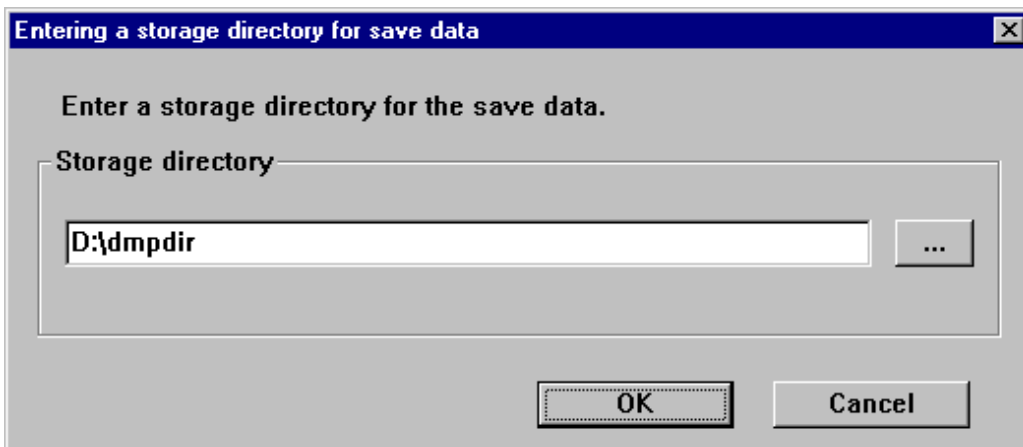 Entering a storage directory for save data
Enter a storage directory for the save data.
Storage directory
D:\dmpdir
...
OK
Cancel